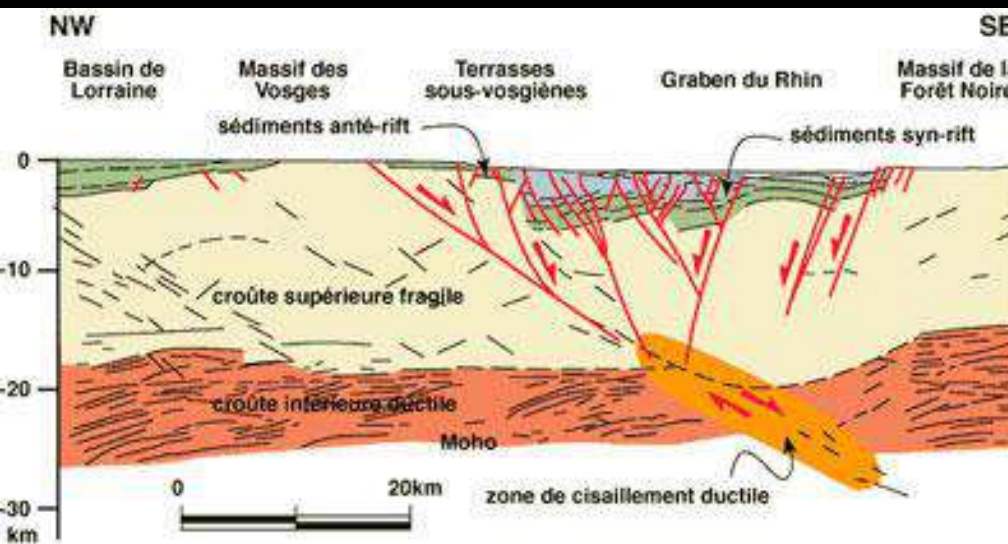 NW
SE
Bassin de
Lorraine
Massif des
Vosges
Terrasses
sous-vosgiènes
Graben du Rhin
Massif de l
Forêt Noire
sédiments anté-rift
sédiments syn-rift
0
-10
croûte supérieure fragile
-20
croûte inférieure ductile
Moho
0
20km
zone de cisaillement ductile
-30
km